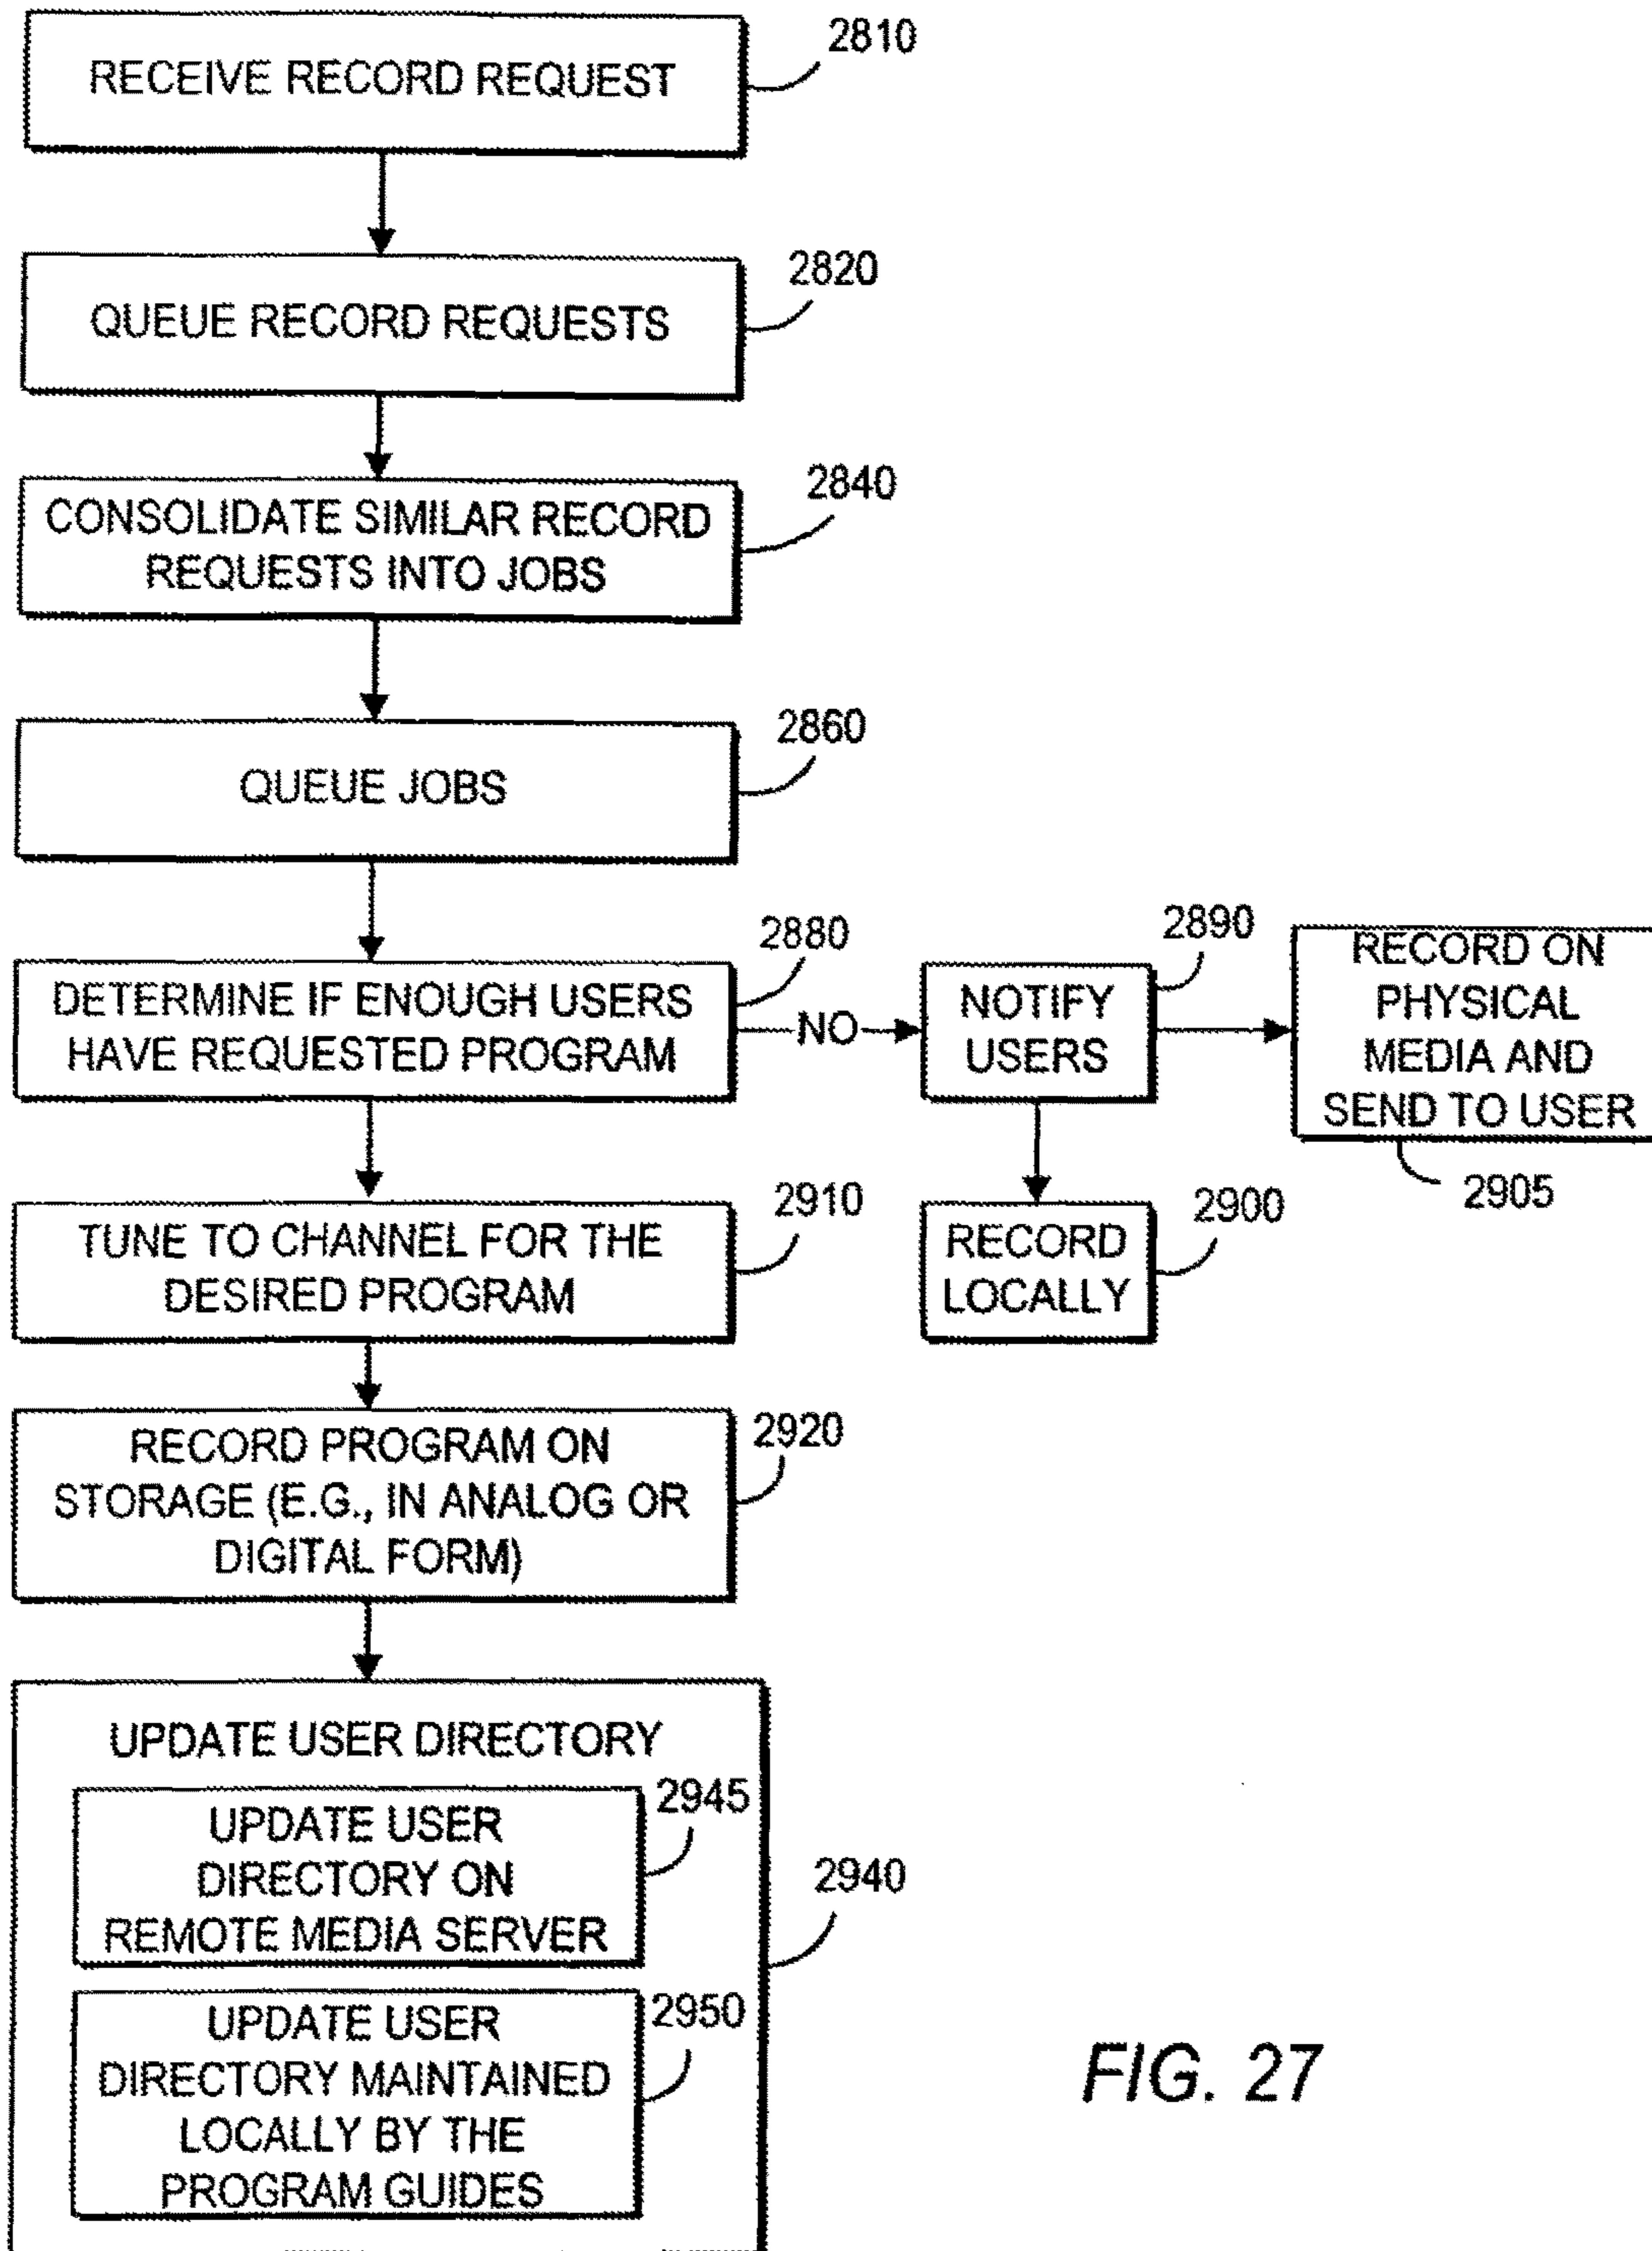 2810
RECEIVE RECORD REQUEST
2820
QUEUE RECORD REQUESTS
2840
CONSOLIDATE SIMILAR RECORD
REQUESTS INTO JOBS
2860
QUEUE JOBS
2880
DETERMINE IF ENOUGH USERS
HAVE REQUESTED PROGRAM
NO
2890
NOTIFY
USERS
RECORD ON
PHYSICAL
MEDIA AND
SEND TO USER
2905
2900
RECORD
LOCALLY
2910
TUNE TO CHANNEL FOR THE
DESIRED PROGRAM
2920
RECORD PROGRAM ON
STORAGE (E.G., IN ANALOG OR
DIGITAL FORM)
UPDATE USER DIRECTORY
2940
2945
UPDATE USER
DIRECTORY ON
REMOTE MEDIA SERVER
2950
UPDATE USER
DIRECTORY MAINTAINED
LOCALLY BY THE
PROGRAM GUIDES
FIG. 27